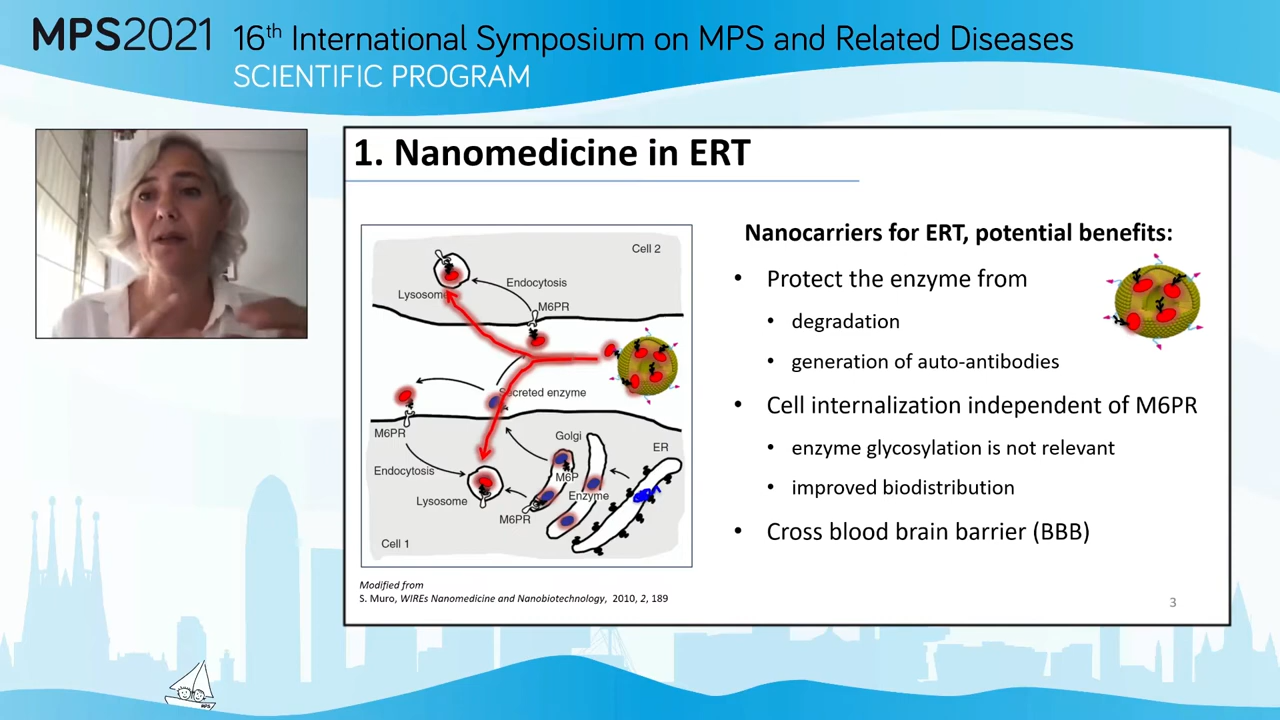 MPS2021 16th International Symposium on MPS and Related Diseases
SCIENTIFIC PROGRAM
1. Nanomedicine in ERT
Cell 2
Endocytosis
Lysosome
M6PR
Secreted enzyme
M6PR
Golgi
ER
Endocytosis
M6P
Lysosome
Enzyme
M6PR
Cell 1
Modified from
S. Muro, WIREs Nanomedicine and Nanobiotechnology, 2010, 2, 189
Nanocarriers for ERT, potential benefits:
• Protect the enzyme from
• degradation
• generation of auto-antibodies
• Cell internalization independent of M6PR
• enzyme glycosylation is not relevant
• improved biodistribution
• Cross blood brain barrier (BBB)
3
MPS